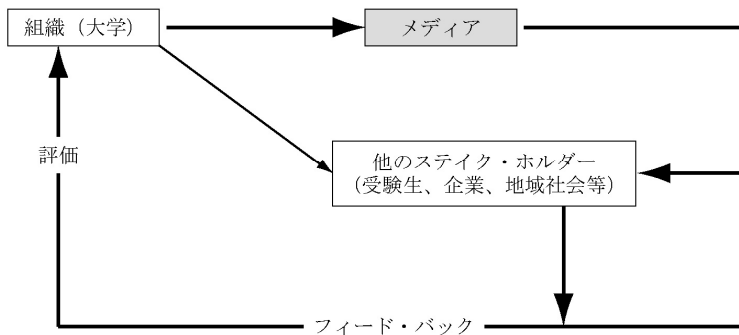 組織（大学）
メディア
評価
他のステイク・ホルダー
（受験生、企業、地域社会等）
フィード・バック